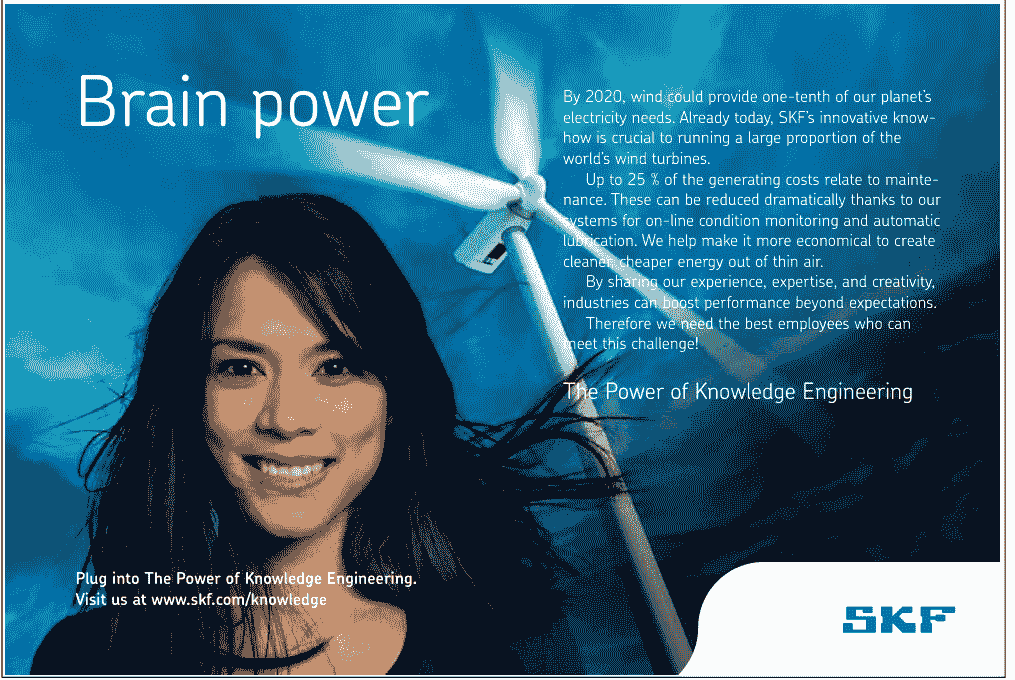 Brain power
By 2020, wind could provide one-tenth of our planet's
electricity needs. Already today, SKF's innovative know-
how is crucial to running a large proportion of the
world's wind turbines.
Up to 25 % of the generating costs relate to mainte-
nance. These can be reduced dramatically thanks to our
systems for on-line condition monitoring and automatic
lubrication. We help make it more economical to create
cleaner, cheaper energy out of thin air.
By sharing our experience, expertise, and creativity,
industries can boost performance beyond expectations.
Therefore we need the best employees who can
meet this challenge!
The Power of Knowledge Engineering
Plug into The Power of Knowledge Engineering.
Visit us at www.skf.com/knowledge
SKF